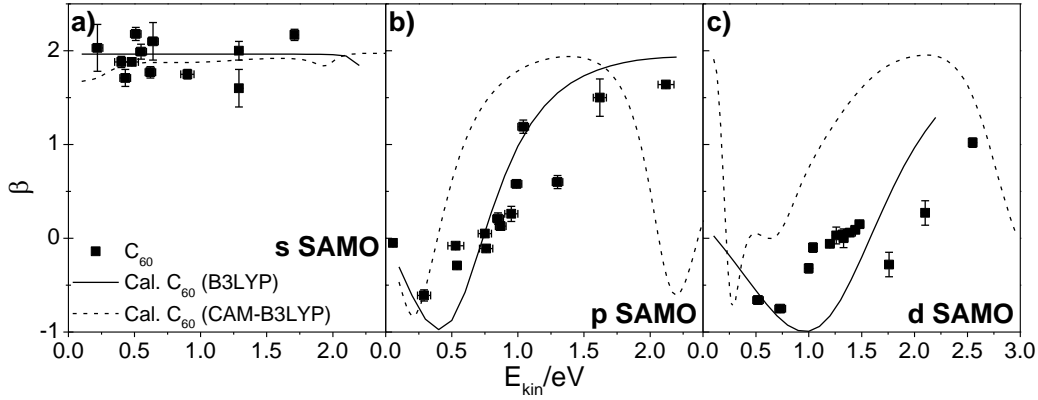 a)
b)
c)
2
1
0
-1
β
s SAMO
p SAMO
d SAMO
C60
Cal. C60 (B3LYP)
Cal. C60 (CAM-B3LYP)
0.0 0.5 1.0 1.5 2.0 0.0 0.5 1.0 1.5 2.0 0.0 0.5 1.0 1.5 2.0 2.5 3.0
Ekin/eV